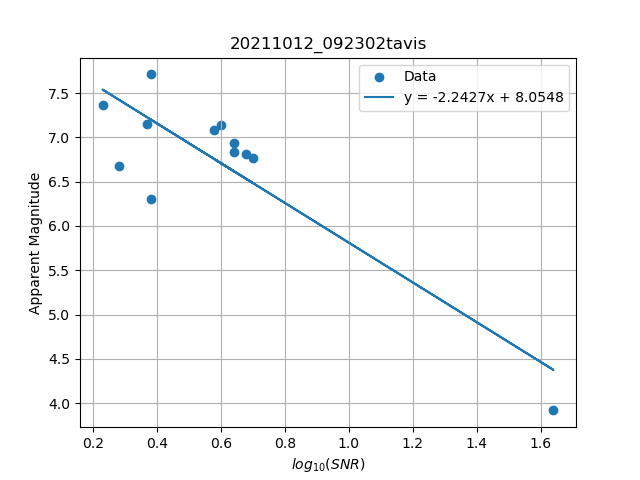 20211012_092302tavis
Data
y = -2.2427x + 8.0548
7.5
7.0
6.5
6.0
5.5
5.0
4.5
4.0
Apparent Magnitude
0.2 0.4 0.6 0.8 1.0 1.2 1.4 1.6
log10(SNR)